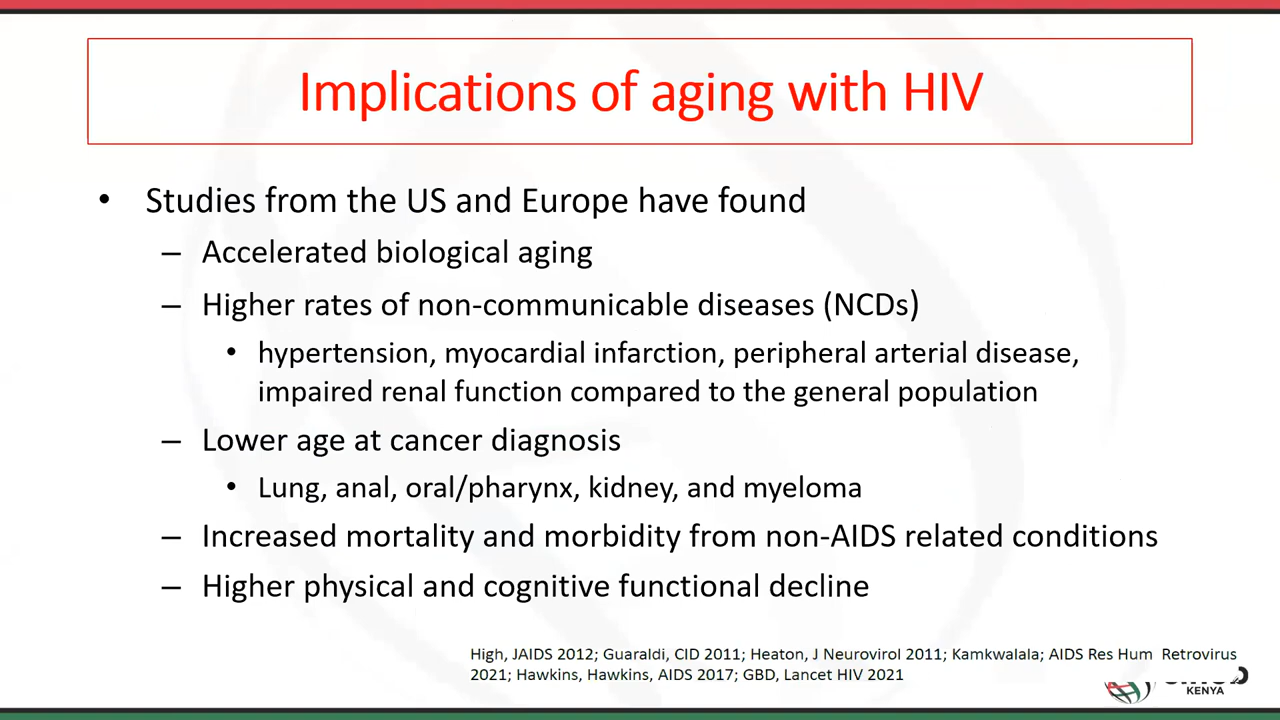 Implications of aging with HIV
• Studies from the US and Europe have found
– Accelerated biological aging
– Higher rates of non-communicable diseases (NCDs)
• hypertension, myocardial infarction, peripheral arterial disease,
impaired renal function compared to the general population
– Lower age at cancer diagnosis
• Lung, anal, oral/pharynx, kidney, and myeloma
– Increased mortality and morbidity from non-AIDS related conditions
– Higher physical and cognitive functional decline
High, JAIDS 2012; Guaraldi, CID 2011; Heaton, J Neurovirol 2011; Kamkwalala; AIDS Res Hum Retrovirus
2021; Hawkins, Hawkins, AIDS 2017; GBD, Lancet HIV 2021
KENYA